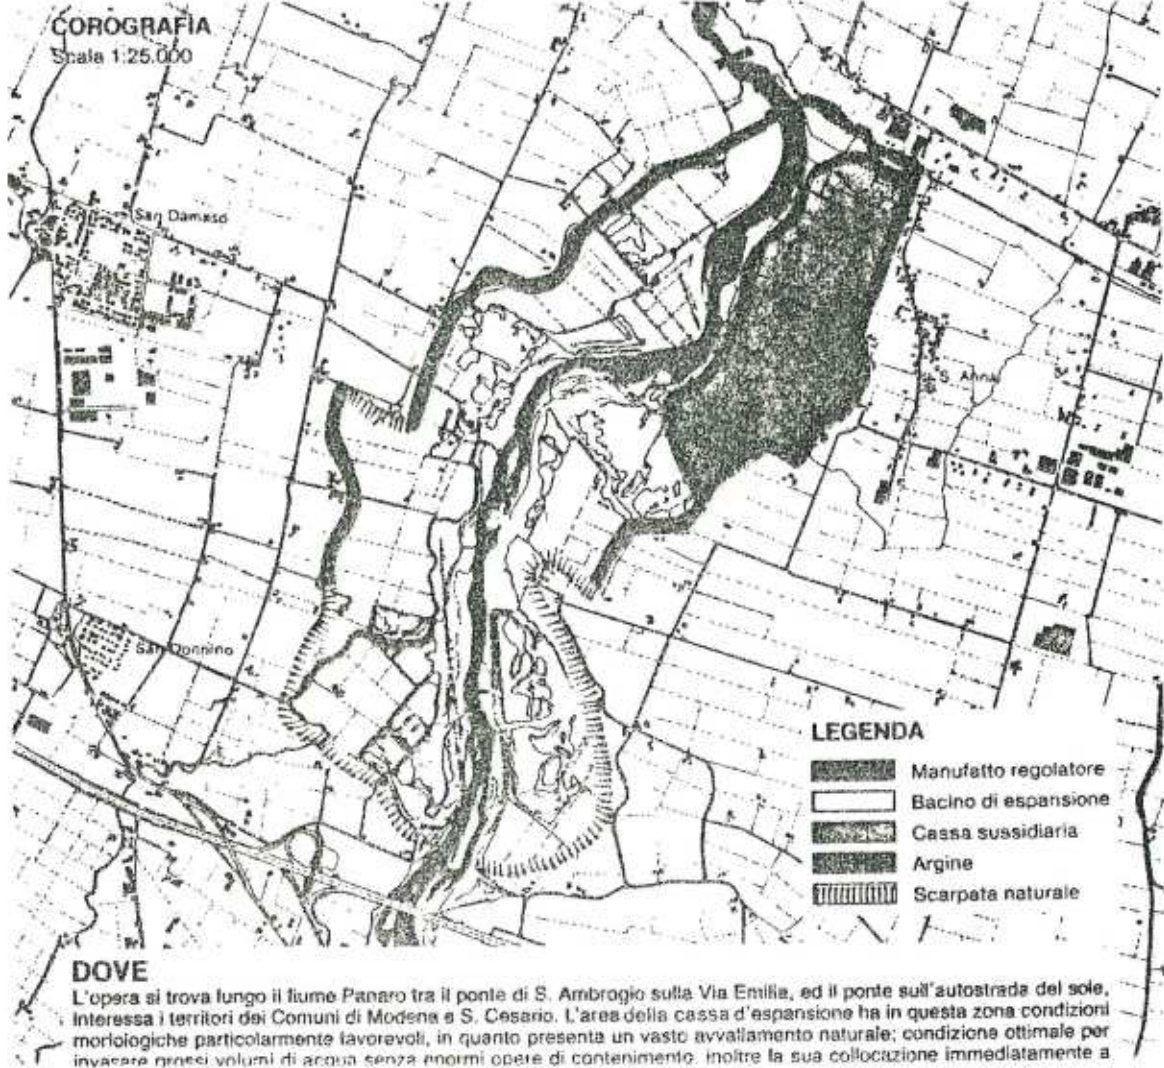 COROGRAFIA
Scala 1:25.000
San Damaso
S. Anna
San Donnino
LEGENDA
Manufatto regolatore
Bacino di espansione
Cassa sussidiaria
Argine
Scarpata naturale
DOVE
L'opera si trova lungo il fiume Panaro tra il ponte di S. Ambrogio sulla Via Emilia, ed il ponte sull'autostrada del sole.
Interessa i territori dei Comuni di Modena e S. Cesario. L'area della cassa d'espansione ha in questa zona condizioni
morfologiche particolarmente favorevoli, in quanto presenta un vasto avvallamento naturale; condizione ottimale per
invasare grossi volumi di acqua senza enormi opere di contenimento. Inoltre la sua collocazione immediatamente a